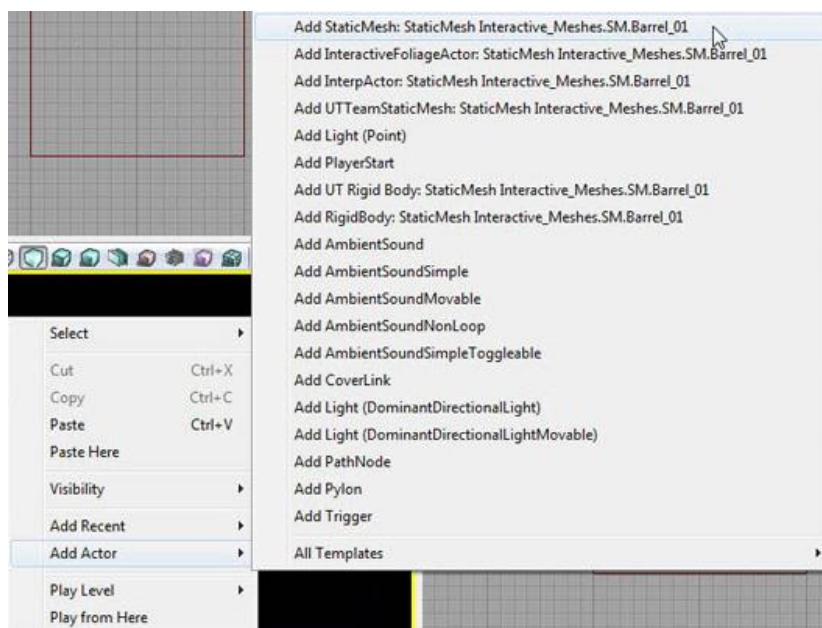 Add StaticMesh: StaticMesh Interactive_Meshes.SM.Barrel_01
Add InteractiveFoliageActor: StaticMesh Interactive_Meshes.SM.Barrel_01
Add InterpActor: StaticMesh Interactive_Meshes.SM.Barrel_01
Add UTTeamStaticMesh: StaticMesh Interactive_Meshes.SM.Barrel_01
Add Light (Point)
Add PlayerStart
Add UT Rigid Body: StaticMesh Interactive_Meshes.SM.Barrel_01
Add RigidBody: StaticMesh Interactive_Meshes.SM.Barrel_01
Add AmbientSound
Add AmbientSoundSimple
Add AmbientSoundMovable
Add AmbientSoundNonLoop
Add AmbientSoundSimpleToggleable
Add CoverLink
Add Light (DominantDirectionalLight)
Add Light (DominantDirectionalLightMovable)
Add PathNode
Add Pylon
Add Trigger
All Templates
Select
Cut Ctrl+X
Copy Ctrl+C
Paste Ctrl+V
Paste Here
Visibility
Add Recent
Add Actor
Play Level
Play from Here